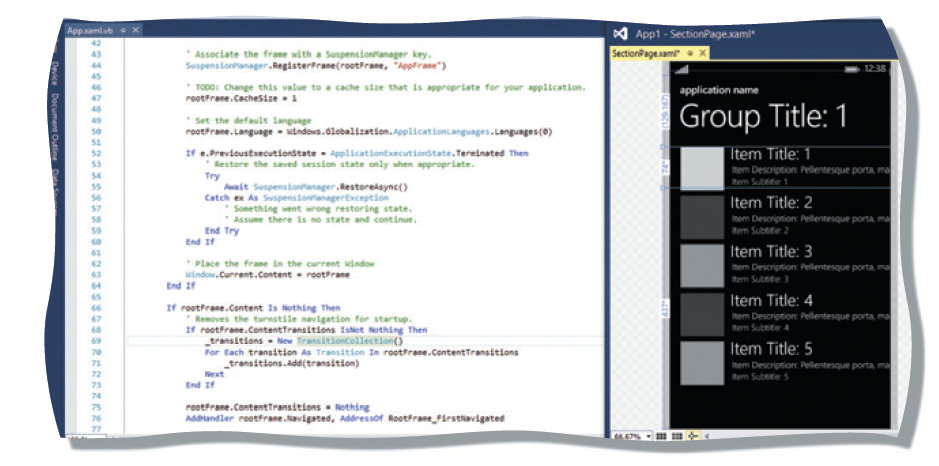 App.xaml.vb
42
43 ' Associate the frame with a SuspensionManager key.
44 SuspensionManager.RegisterFrame(rootFrame, "AppFrame")
45
46 ' TODO: Change this value to a cache size that is appropriate for your application.
47 rootFrame.CacheSize = 1
48
49 ' Set the default language
50 rootFrame.Language = Windows.Globalization.ApplicationLanguages.Languages(0)
51
52 If e.PreviousExecutionState = ApplicationExecutionState.Terminated Then
53 ' Restore the saved session state only when appropriate.
54 Try
55 Await SuspensionManager.RestoreAsync()
56 Catch ex As SuspensionManagerException
57 ' Something went wrong restoring state.
58 ' Assume there is no state and continue.
59 End Try
60 End If
61
62 ' Place the frame in the current Window
63 Window.Current.Content = rootFrame
64 End If
65
66 If rootFrame.Content Is Nothing Then
67 ' Removes the turnstile navigation for startup.
68 If rootFrame.ContentTransitions IsNot Nothing Then
69 _transitions = New TransitionCollection()
70 For Each transition As Transition In rootFrame.ContentTransitions
71 _transitions.Add(transition)
72 Next
73 End If
74
75 rootFrame.ContentTransitions = Nothing
76 AddHandler rootFrame.Navigated, AddressOf RootFrame_FirstNavigated
77
Device
Document Outline
App1 - SectionPage.xaml*
SectionPage.xaml*
12:38
application name
Group Title: 1
Item Title: 1
Item Description: Pellentesque porta, ma
Item Subtitle: 1
Item Title: 2
Item Description: Pellentesque porta, ma
Item Subtitle: 2
Item Title: 3
Item Description: Pellentesque porta, ma
Item Subtitle: 3
Item Title: 4
Item Description: Pellentesque porta, ma
Item Subtitle: 4
Item Title: 5
Item Description: Pellentesque porta, ma
Item Subtitle: 5
(129.167)
74*
437*
66.67%